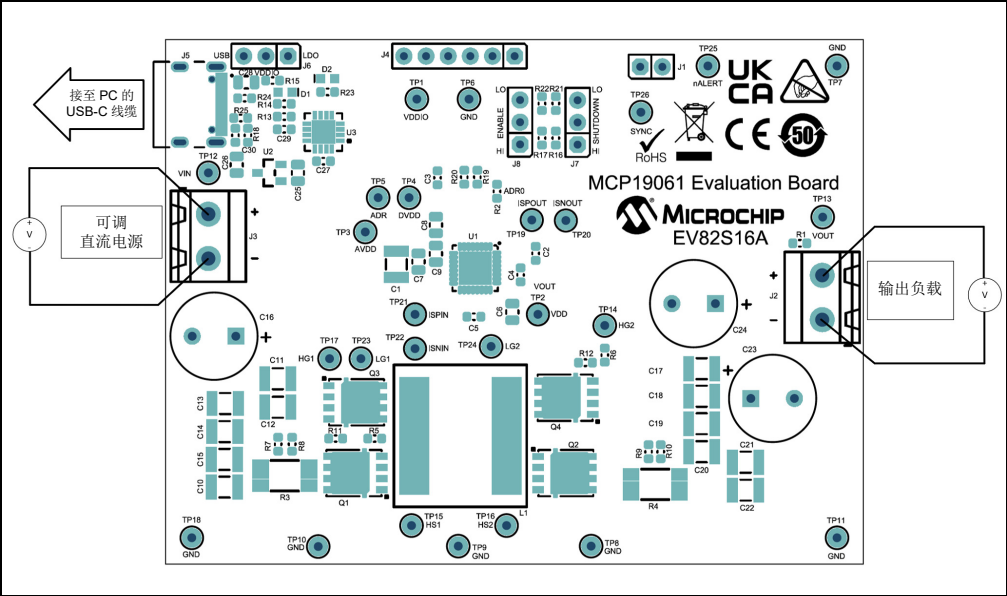 J5
USB
LDO
J6
J4
J1
TP25
nALERT
GND
TP7
UK
CA
接至 PC 的
USB-C 线缆
C28
VDDIO
R15
D2
R24
D1
R23
R14
R25
R13
R18
C29
U3
C30
C26
U2
C25
C27
TP1
VDDIO
TP6
GND
LO
R22
R21
LO
ENABLE
SHUTDOWN
HI
R17
R16
HI
J8
J7
TP26
SYNC
RoHS
CE
50
TP12
VIN
可调
直流电源
+
V
-
+
J3
-
TP5
ADR
TP4
DVDD
TP3
AVDD
C3
R20
R19
R2
ADR0
ISPOUT
ISNOUT
TP19
TP20
MCP19061 Evaluation Board
MICROCHIP
EV82S16A
TP13
VOUT
R1
+
J2
-
输出负载
+
V
-
C8
U1
C1
C7
C9
C4
C2
VOUT
TP21
ISPIN
C5
C6
TP2
VDD
TP14
HG2
C24
+
C16
+
TP22
ISNIN
TP24
LG2
TP17
HG1
TP23
LG1
R12
R6
C17
+
C23
C11
Q3
C13
C12
C18
Q4
C14
R11
R5
C19
C15
R7
R8
Q2
R9
R10
C20
C21
C10
R3
Q1
R4
C22
L1
TP15
HS1
TP16
HS2
TP18
GND
TP10
GND
TP9
GND
TP8
GND
TP11
GND